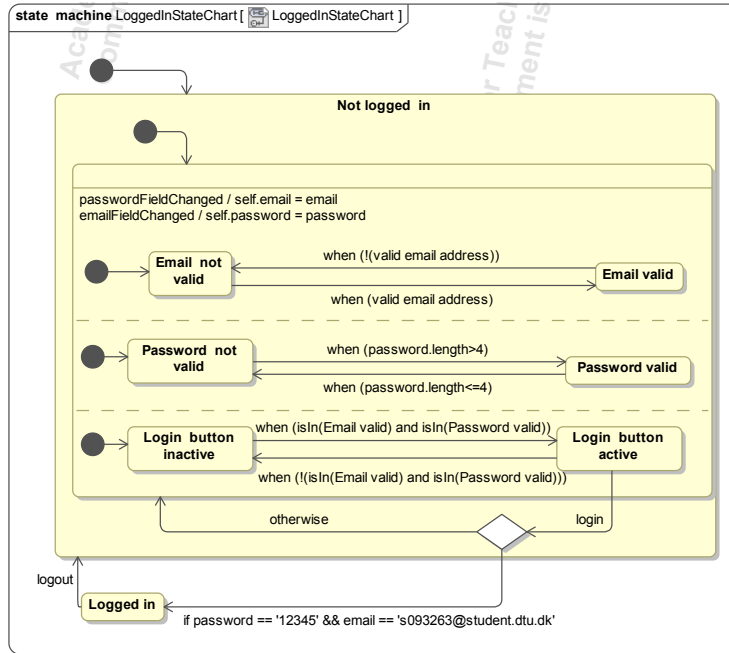 state machine LoggedInStateChart [ LoggedInStateChart ]
Not logged in
passwordFieldChanged / self.email = email
emailFieldChanged / self.password = password
when (!(valid email address))
Email not
valid
Email valid
when (valid email address)
when (password.length>4)
Password not
valid
Password valid
when (password.length<=4)
when (isIn(Email valid) and isIn(Password valid))
Login button
inactive
Login button
active
when (!(isIn(Email valid) and isIn(Password valid)))
otherwise
login
logout
Logged in
if password == '12345' && email == 's093263@student.dtu.dk'